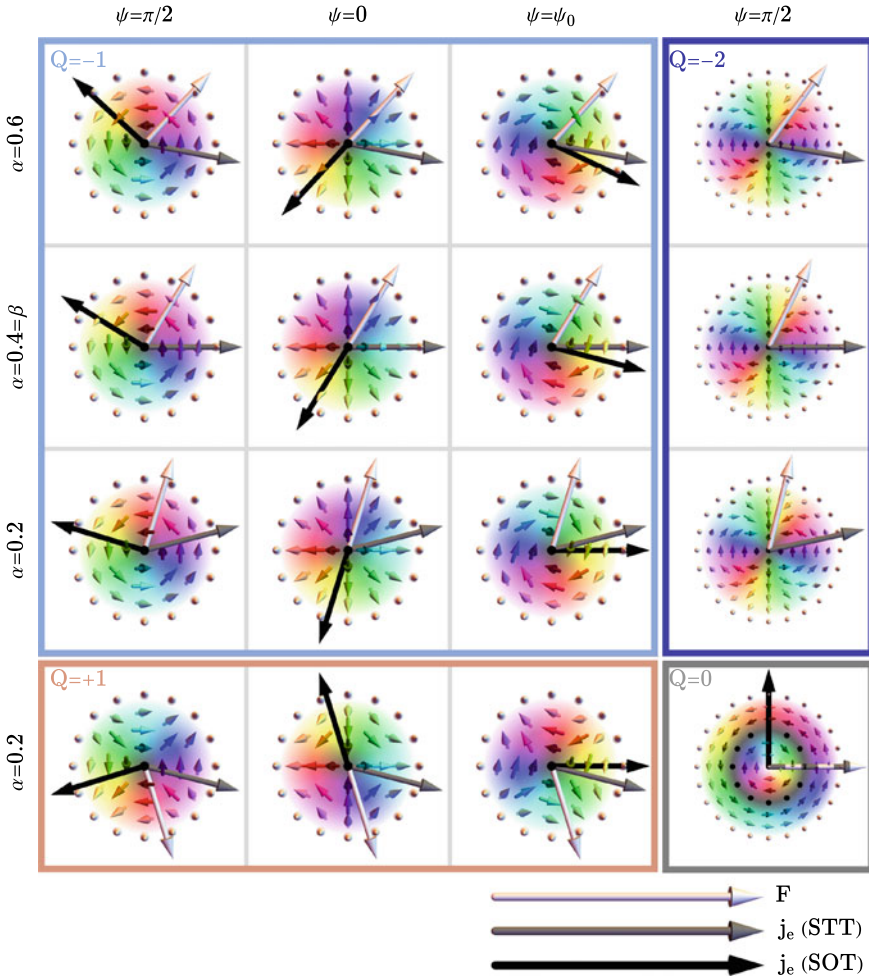 ψ=π/2 ψ=0 ψ=ψ₀ ψ=π/2
Q=-1 Q=-2
α=0.6
α=0.4=β
α=0.2
Q=+1 Q=0
α=0.2
F
jₑ (STT)
jₑ (SOT)